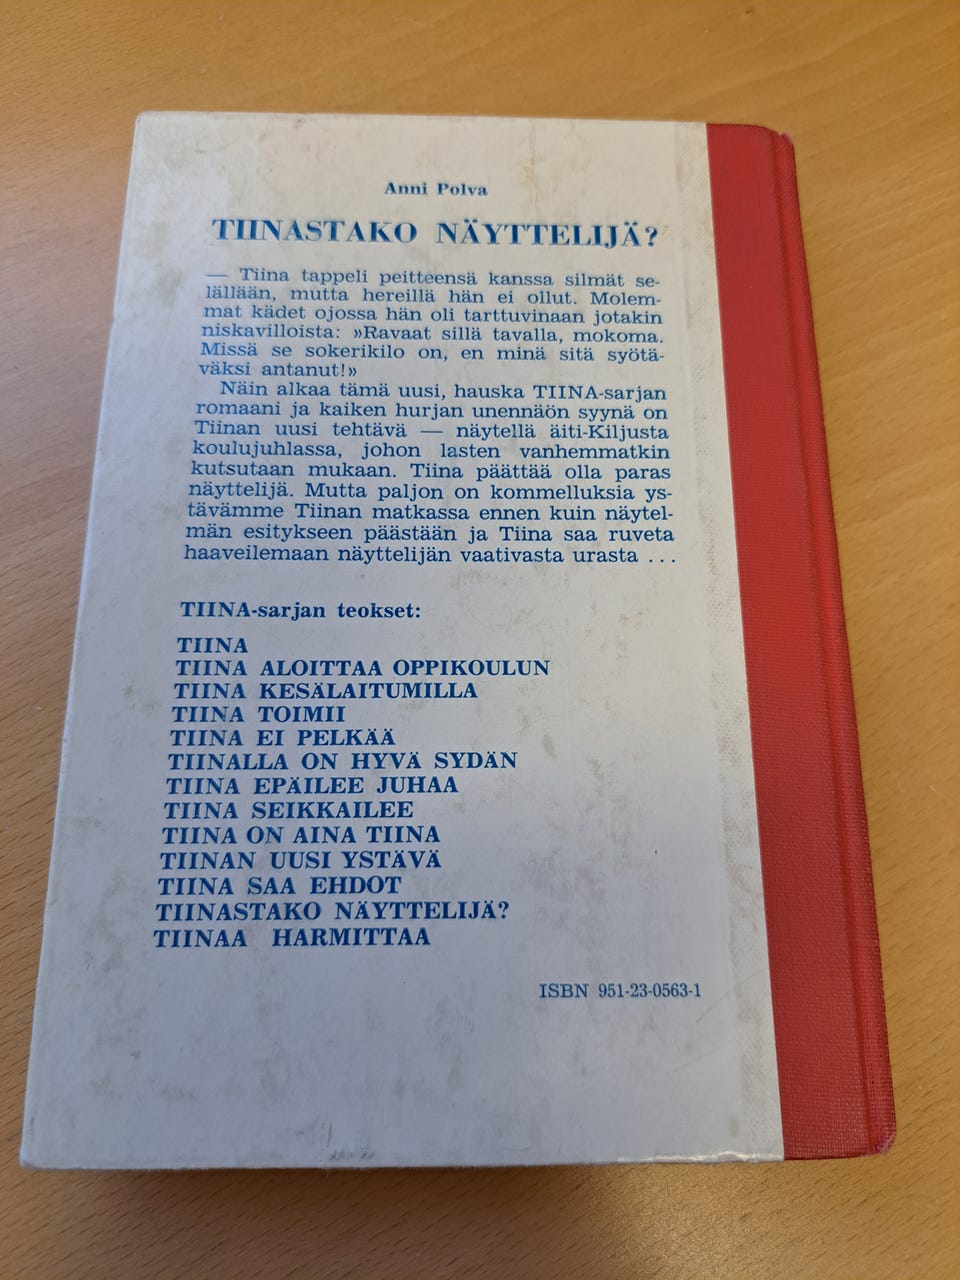 Anni Polva
TIINASTAKO NÄYTTELIJÄ?
— Tiina tappeli peitteensä kanssa silmät se-
lällään, mutta hereillä hän ei ollut. Molem-
mat kädet ojossa hän oli tarttuvinaan jotakin
niskavilloista: »Ravaat sillä tavalla, mokoma.
Missä se sokerikilo on, en minä sitä syötä-
väksi antanut!»
Näin alkaa tämä uusi, hauska TIINA-sarjan
romaani ja kaiken hurjan unennäön syynä on
Tiinan uusi tehtävä — näytellä äiti-Kiljusta
koulujuhlassa, johon lasten vanhemmatkin
kutsutaan mukaan. Tiina päättää olla paras
näyttelijä. Mutta paljon on kommelluksia ys-
tävämme Tiinan matkassa ennen kuin näytel-
män esitykseen päästään ja Tiina saa ruveta
haaveilemaan näyttelijän vaativasta urasta ...
TIINA-sarjan teokset:
TIINA
TIINA ALOITTAA OPPIKOULUN
TIINA KESÄLAITUMILLA
TIINA TOIMII
TIINA EI PELKÄÄ
TIINALLA ON HYVÄ SYDÄN
TIINA EPÄILEE JUHAA
TIINA SEIKKAILEE
TIINA ON AINA TIINA
TIINAN UUSI YSTÄVÄ
TIINA SAA EHDOT
TIINASTAKO NÄYTTELIJÄ?
TIINAA HARMITTAA
ISBN 951-23-0563-1